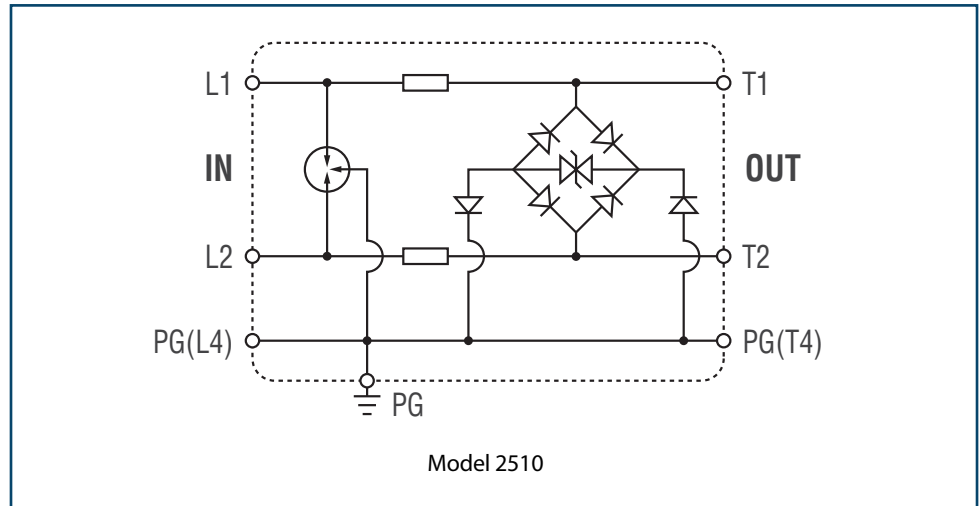 L1
T1
IN
OUT
L2
T2
PG(L4)
PG(T4)
PG
Model 2510